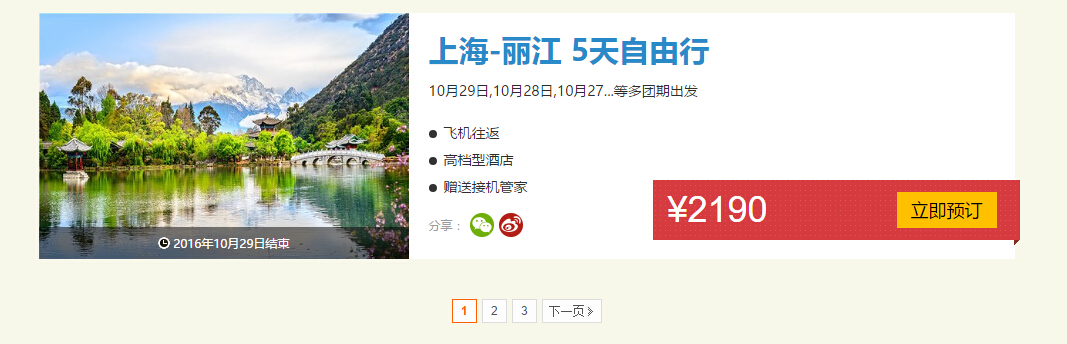 上海-丽江 5天自由行
10月29日,10月28日,10月27...等多团期出发
● 飞机往返
● 高档型酒店
● 赠送接机管家
¥2190
立即预订
分享：
2016年10月29日结束
1 2 3 下一页